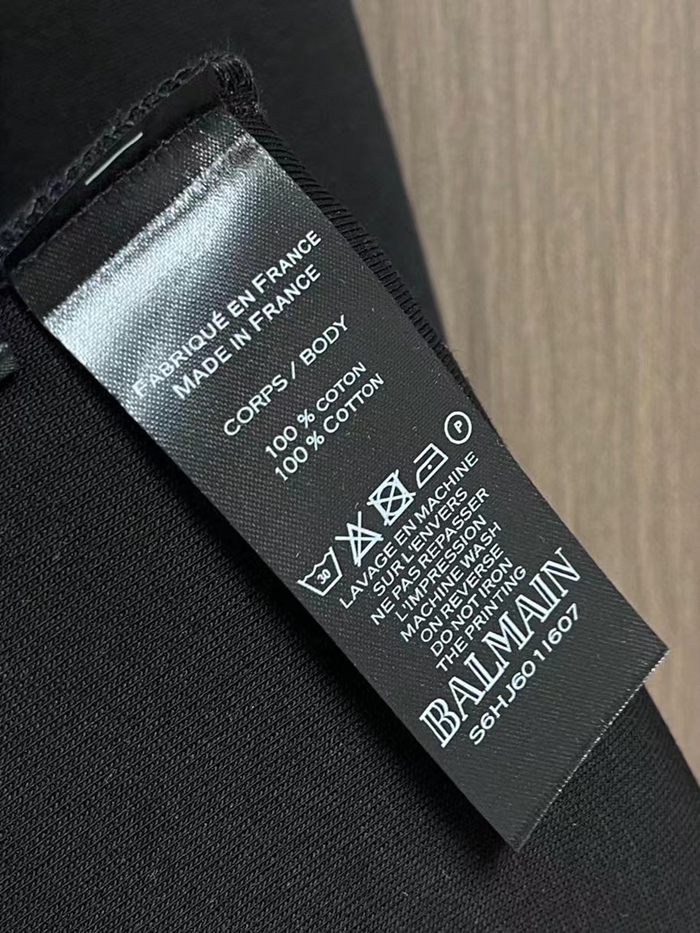 FABRIQUÉ EN FRANCE
MADE IN FRANCE
CORPS / BODY
100 % COTON
100 % COTTON
30
P
LAVAGE EN MACHINE
SUR L'ENVERS
NE PAS REPASSER
L'IMPRESSION
MACHINE WASH
ON REVERSE
DO NOT IRON
THE PRINTING
BALMAIN
S6HJ6011607